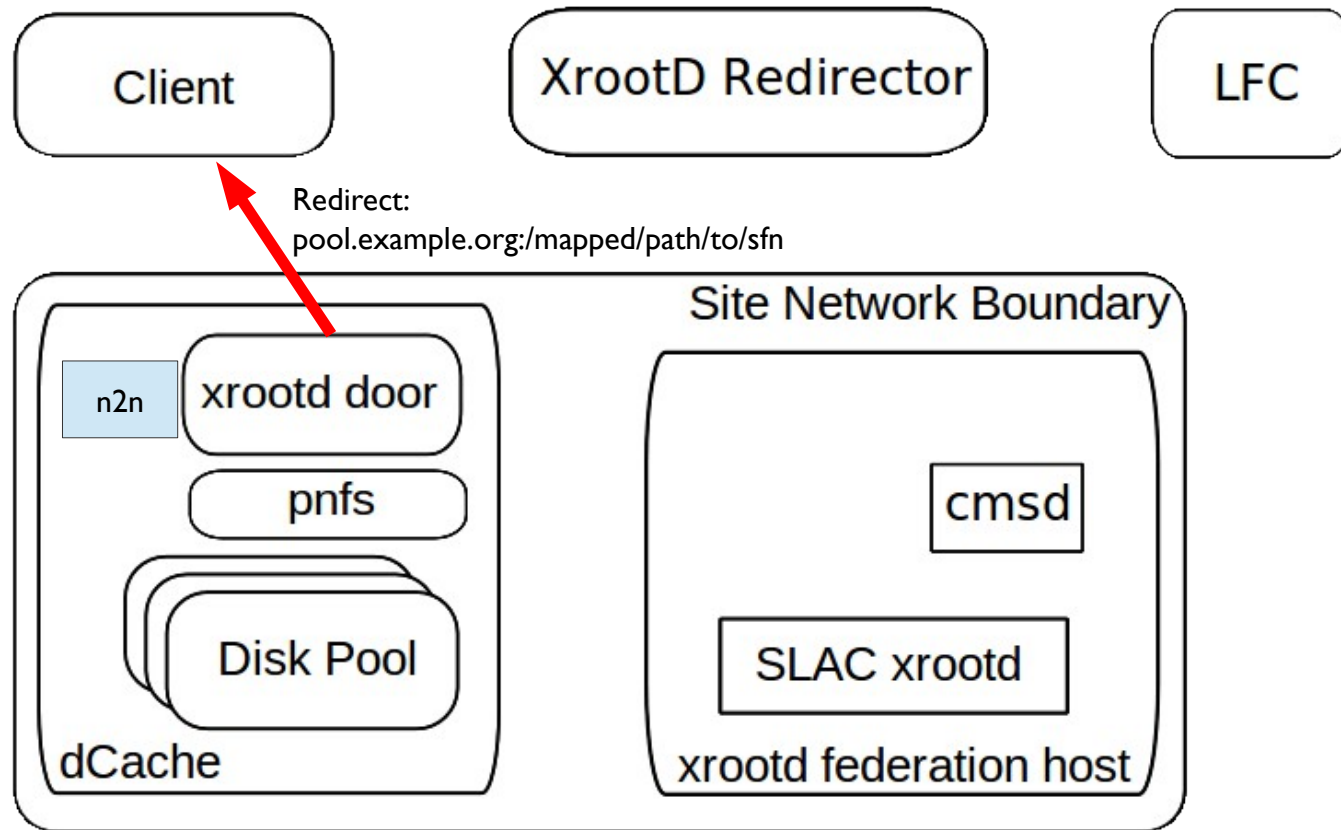 Client
XrootD Redirector
LFC
Redirect:
pool.example.org:/mapped/path/to/sfn
Site Network Boundary
n2n
xrootd door
pnfs
Disk Pool
dCache
cmsd
SLAC xrootd
xrootd federation host